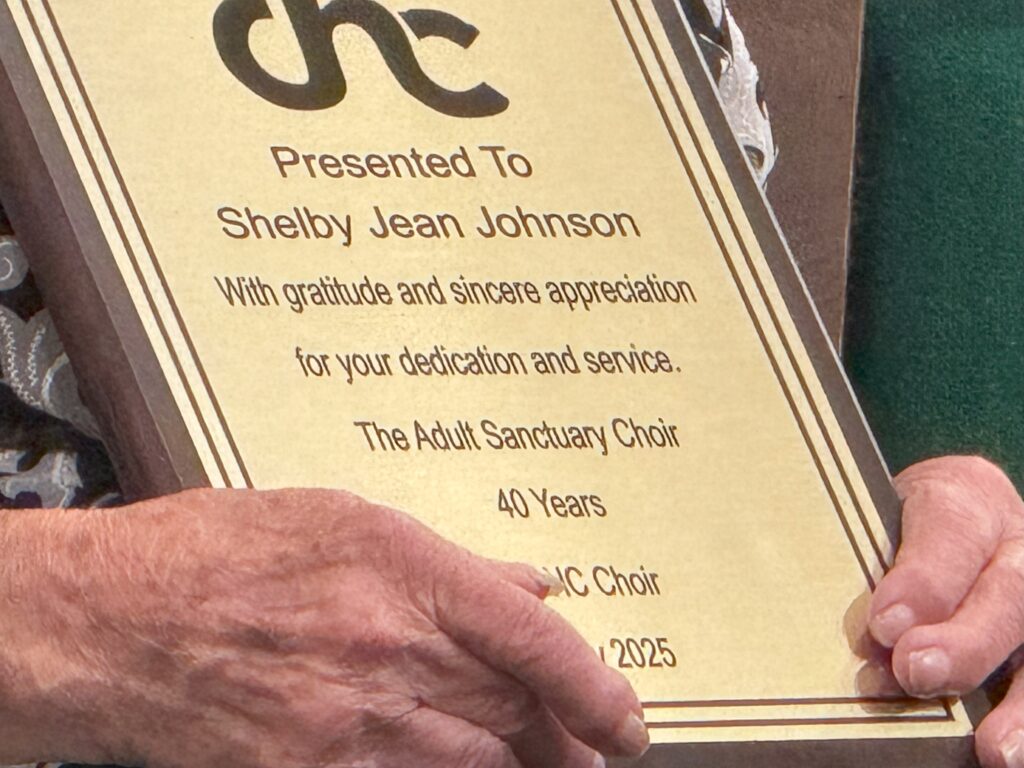 Presented To
Shelby Jean Johnson
With gratitude and sincere appreciation
for your dedication and service.
The Adult Sanctuary Choir
40 Years
Choir
2025